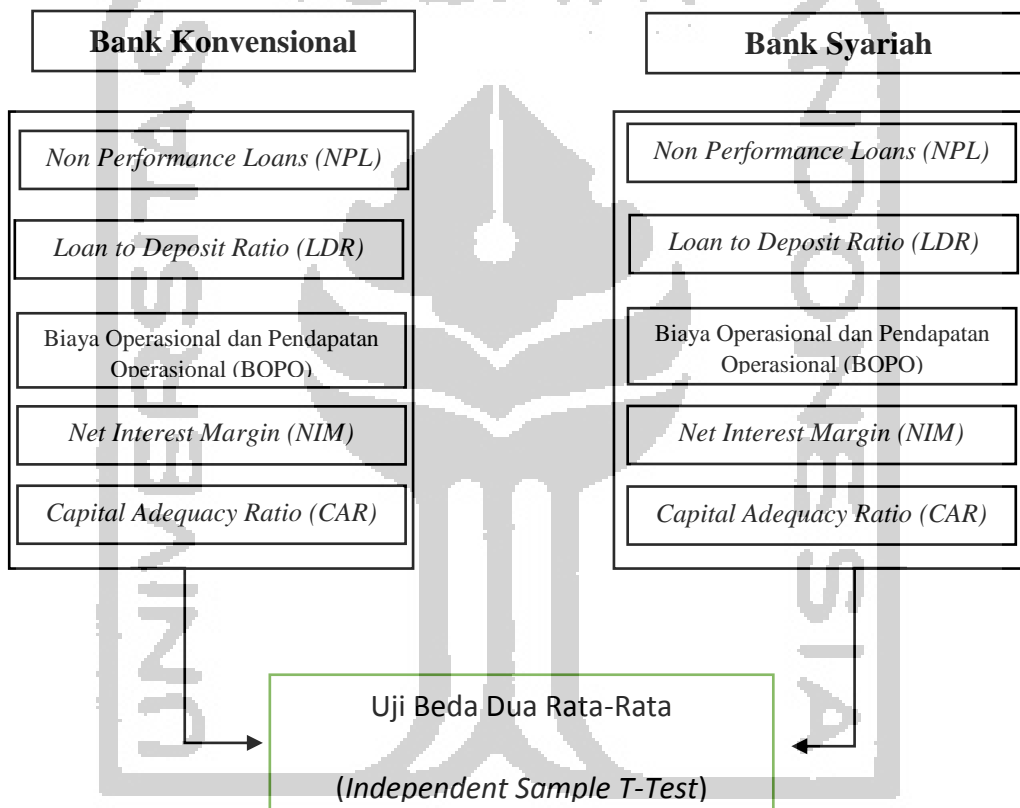 Bank Konvensional
Non Performance Loans (NPL)
Loan to Deposit Ratio (LDR)
Biaya Operasional dan Pendapatan
Operasional (BOPO)
Net Interest Margin (NIM)
Capital Adequacy Ratio (CAR)
Bank Syariah
Non Performance Loans (NPL)
Loan to Deposit Ratio (LDR)
Biaya Operasional dan Pendapatan
Operasional (BOPO)
Net Interest Margin (NIM)
Capital Adequacy Ratio (CAR)
Uji Beda Dua Rata-Rata
(Independent Sample T-Test)
UNIVERSITAS
INDONESIA